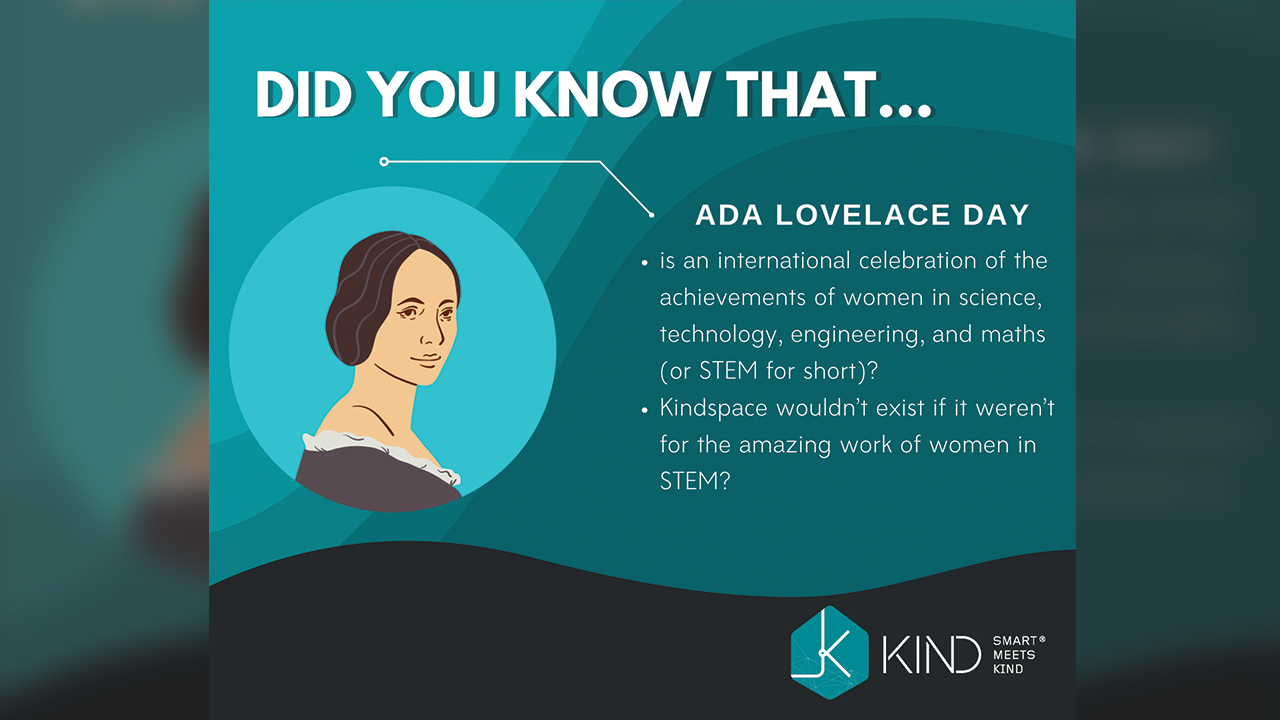 DID YOU KNOW THAT...
ADA LOVELACE DAY
• is an international celebration of the
achievements of women in science,
technology, engineering, and maths
(or STEM for short)?
• Kindspace wouldn't exist if it weren't
for the amazing work of women in
STEM?
KIND
SMART®
MEETS
KIND